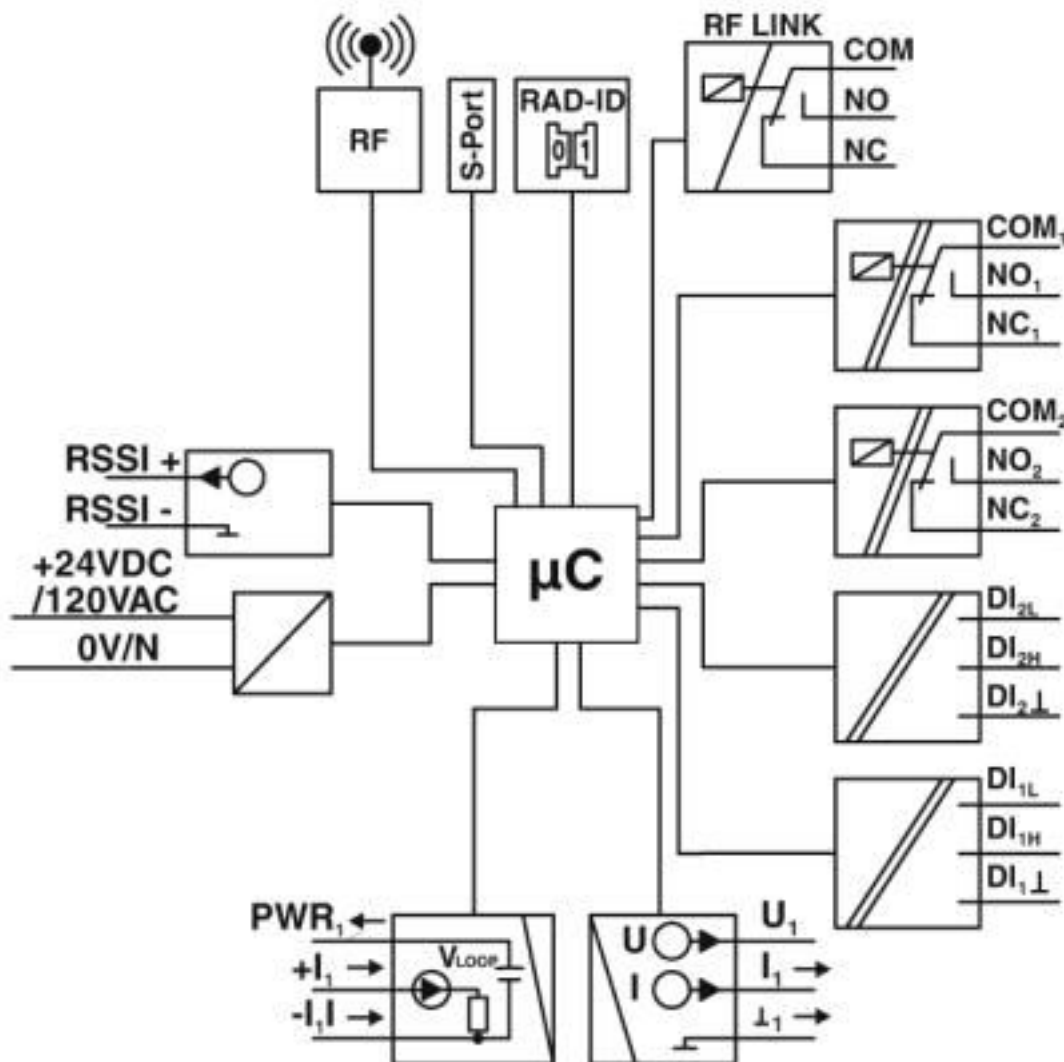 RF LINK
COM
NO
NC
RF
S-Port
RAD-ID
0 1
COM₁
NO₁
NC₁
COM₂
NO₂
NC₂
RSSI +
RSSI -
+24VDC
/120VAC
0V/N
µC
DI₂L
DI₂H
DI₂⊥
DI₁L
DI₁H
DI₁⊥
PWR₁
+I₁
-I₁I
VLOOP
U
I
U₁
I₁
⊥₁